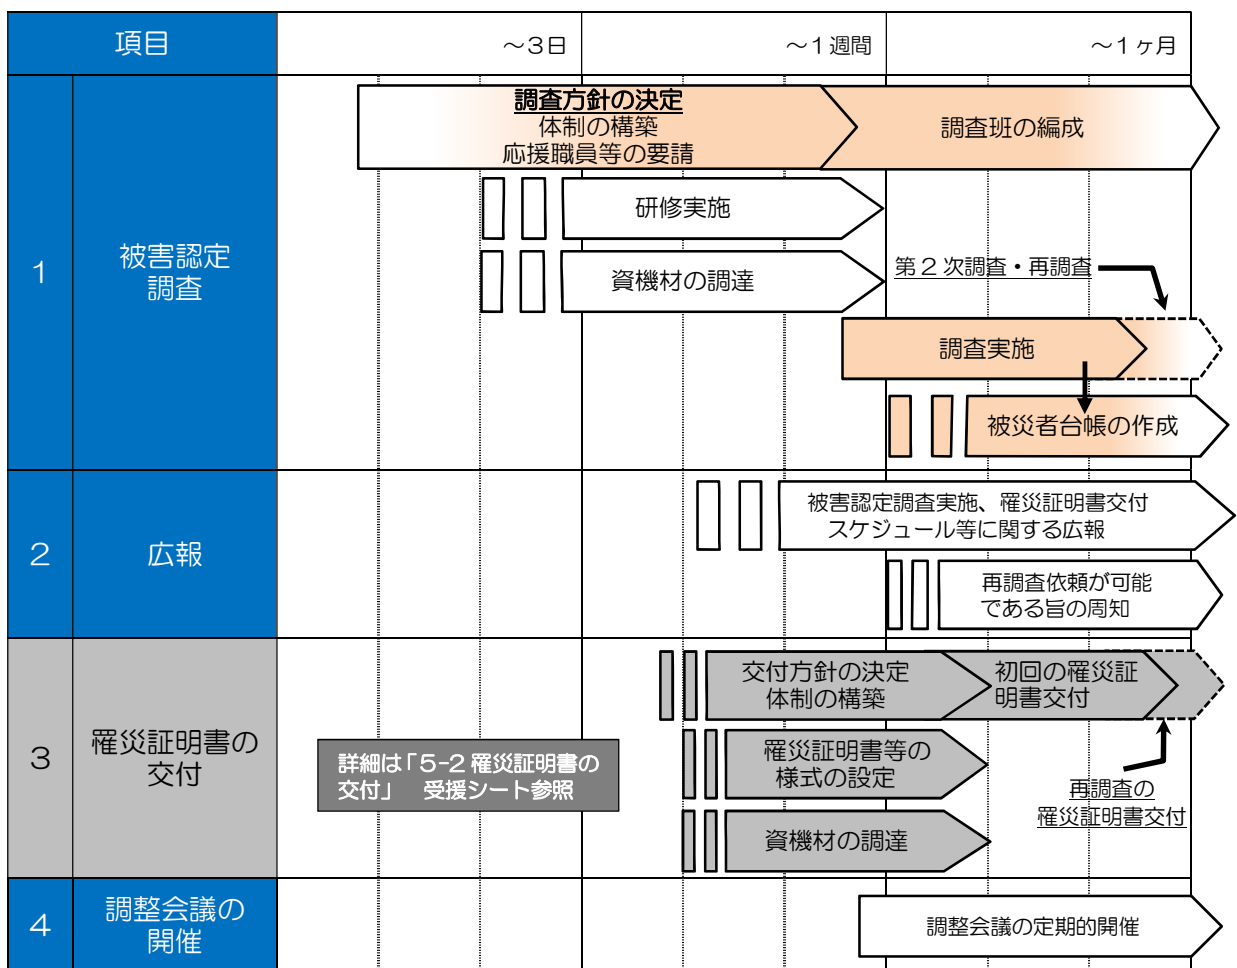 項目
～3日
～1週間
～1ヶ月
1
被害認定
調査
調査方針の決定
体制の構築
応援職員等の要請
調査班の編成
研修実施
資機材の調達
第2次調査・再調査
調査実施
被災者台帳の作成
2
広報
被害認定調査実施、罹災証明書交付
スケジュール等に関する広報
再調査依頼が可能
である旨の周知
3
罹災証明書の
交付
交付方針の決定
体制の構築
初回の罹災証
明書交付
詳細は「5-2 罹災証明書の
交付」　受援シート参照
罹災証明書等の
様式の設定
再調査の
罹災証明書交付
資機材の調達
4
調整会議の
開催
調整会議の定期的開催